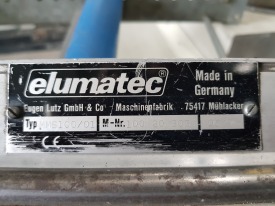 elumatec®
Made in
Germany
Eugen Lutz GmbH & Co Maschinenfabrik 75417 Mühlacker
Typ
M-Nr.